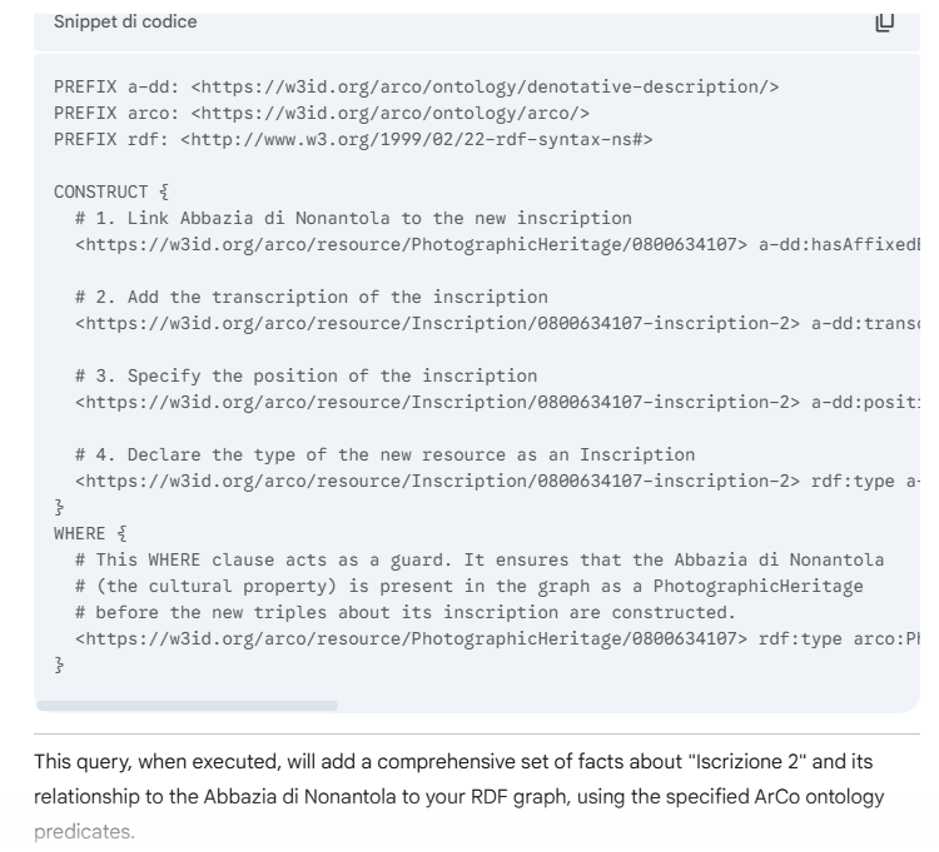 Snippet di codice
PREFIX a-dd: <https://w3id.org/arco/ontology/denotative-description/>
PREFIX arco: <https://w3id.org/arco/ontology/arco/>
PREFIX rdf: <http://www.w3.org/1999/02/22-rdf-syntax-ns#>
CONSTRUCT {
# 1. Link Abbazia di Nonantola to the new inscription
<https://w3id.org/arco/resource/PhotographicHeritage/0800634107> a-dd:hasAffixedE
# 2. Add the transcription of the inscription
<https://w3id.org/arco/resource/Inscription/0800634107-inscription-2> a-dd:transc
# 3. Specify the position of the inscription
<https://w3id.org/arco/resource/Inscription/0800634107-inscription-2> a-dd:positi
# 4. Declare the type of the new resource as an Inscription
<https://w3id.org/arco/resource/Inscription/0800634107-inscription-2> rdf:type a-
}
WHERE {
# This WHERE clause acts as a guard. It ensures that the Abbazia di Nonantola
# (the cultural property) is present in the graph as a PhotographicHeritage
# before the new triples about its inscription are constructed.
<https://w3id.org/arco/resource/PhotographicHeritage/0800634107> rdf:type arco:Ph
}
This query, when executed, will add a comprehensive set of facts about "Iscrizione 2" and its
relationship to the Abbazia di Nonantola to your RDF graph, using the specified ArCo ontology
predicates.